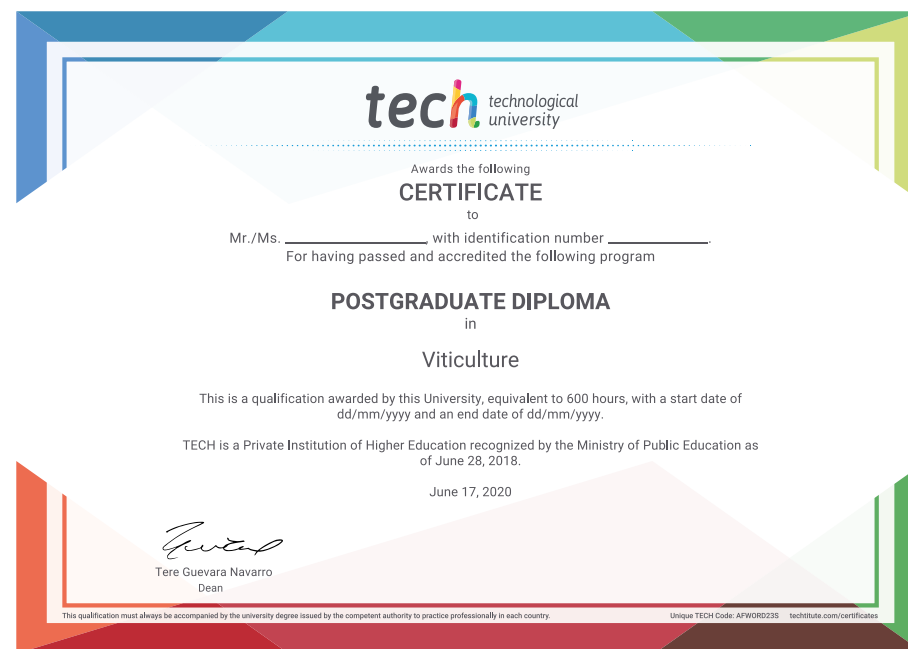 tech technological
university
Awards the following
CERTIFICATE
to
Mr./Ms. ____________________, with identification number ______________.
For having passed and accredited the following program
POSTGRADUATE DIPLOMA
in
Viticulture
This is a qualification awarded by this University, equivalent to 600 hours, with a start date of
dd/mm/yyyy and an end date of dd/mm/yyyy.
TECH is a Private Institution of Higher Education recognized by the Ministry of Public Education as
of June 28, 2018.
June 17, 2020
Tere Guevara Navarro
Dean
This qualification must always be accompanied by the university degree issued by the competent authority to practice professionally in each country. Unique TECH Code: AFWORD23S techtitute.com/certificates